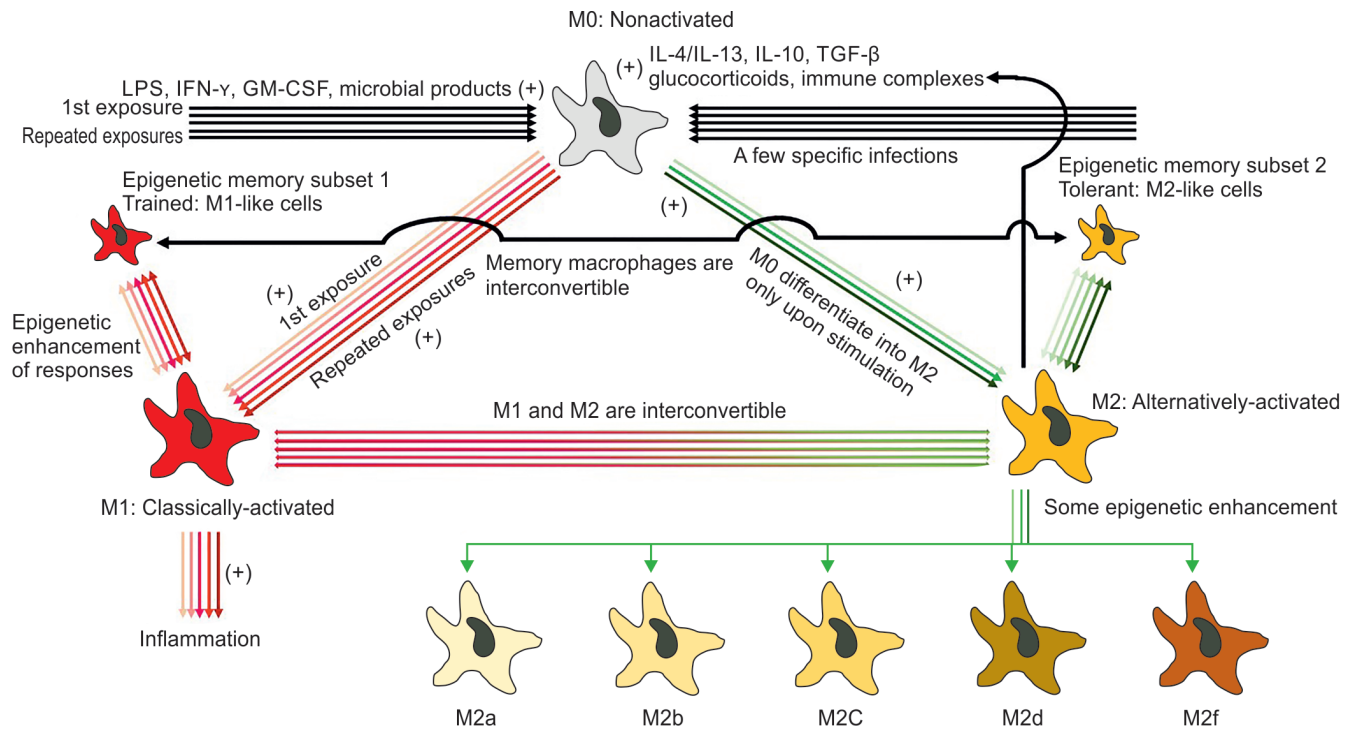 M0: Nonactivated
(+)
IL-4/IL-13, IL-10, TGF-β
glucocorticoids, immune complexes
LPS, IFN-ʏ, GM-CSF, microbial products (+)
1st exposure
Repeated exposures
A few specific infections
Epigenetic memory subset 1
Trained: M1-like cells
(+)
Epigenetic memory subset 2
Tolerant: M2-like cells
Memory macrophages are
interconvertible
(+)
1st exposure
Repeated exposures
(+)
M0 differentiate into M2
only upon stimulation
(+)
Epigenetic
enhancement
of responses
M1 and M2 are interconvertible
M2: Alternatively-activated
M1: Classically-activated
Some epigenetic enhancement
(+)
Inflammation
M2a
M2b
M2C
M2d
M2f